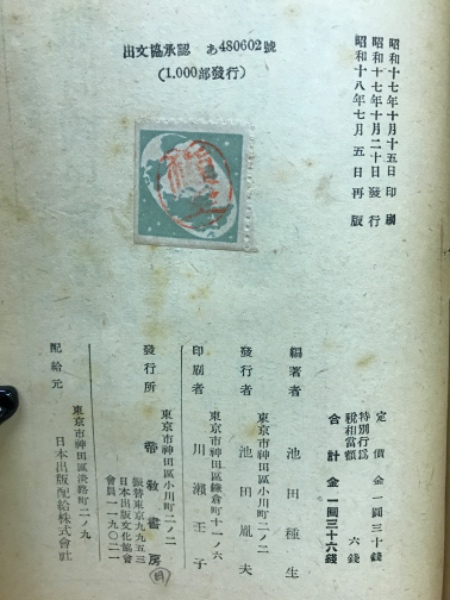 出文協承認 あ480602號
(1,000部發行)
昭和十七年十月十五日印刷
昭和十七年十月二十日發行
昭和十八年七月五日再版
定價金一圓三十錢
特別行爲
税相當額 六錢
合計金一圓三十六錢
編著者 池田種生
東京市神田區小川町二ノ二
發行者 池田胤夫
東京市神田區鎌倉町十一ノ六
印刷者 川瀬壬子
東京市神田區小川町二ノ二
發行所 帶教書房
振替東京九九五三
日本出版文化協會
會員一一九〇二一
東京市神田區淡路町二ノ九
配給元 日本出版配給株式會社